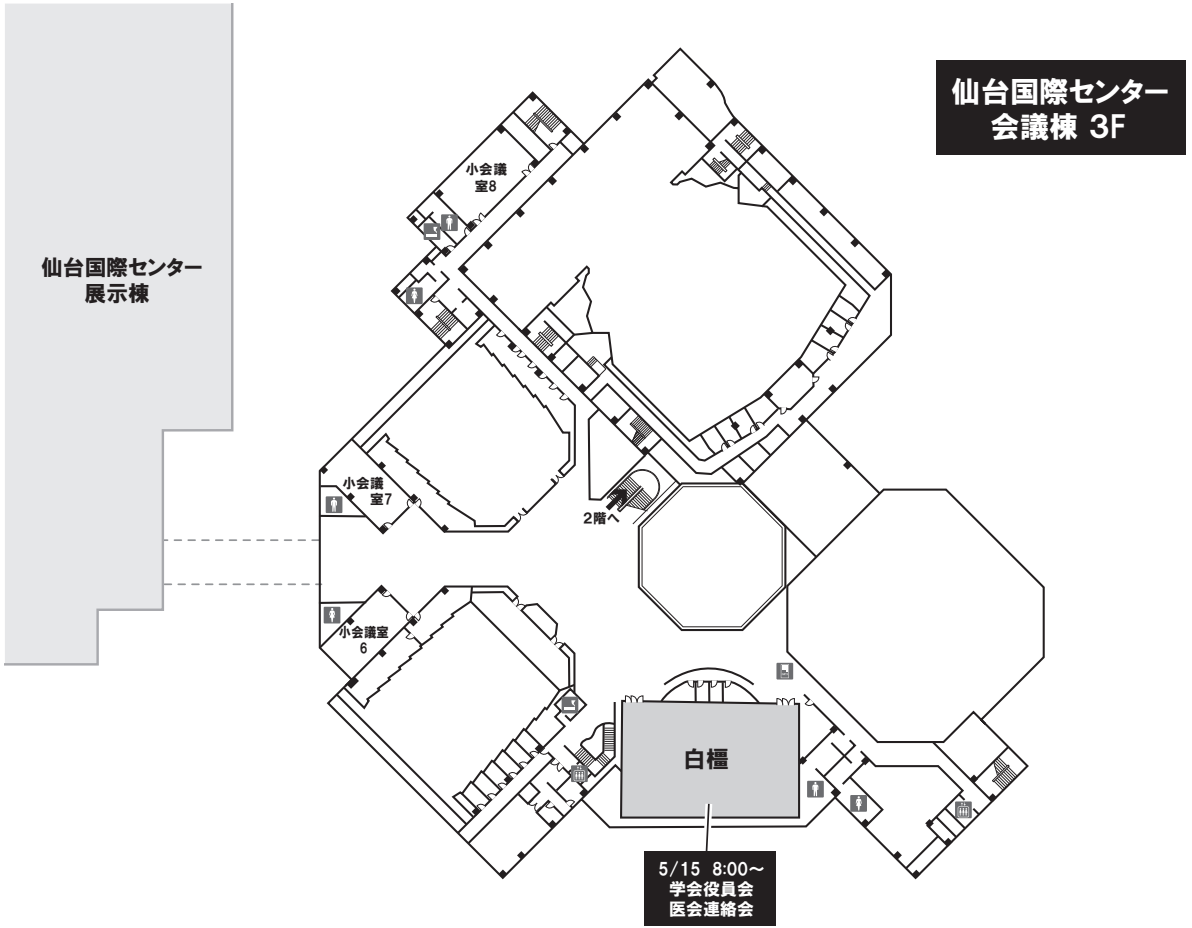 仙台国際センター
会議棟 3F
小会議
室8
仙台国際センター
展示棟
小会議
室7
2階へ
小会議室
6
白橿
5/15 8:00～
学会役員会
医会連絡会